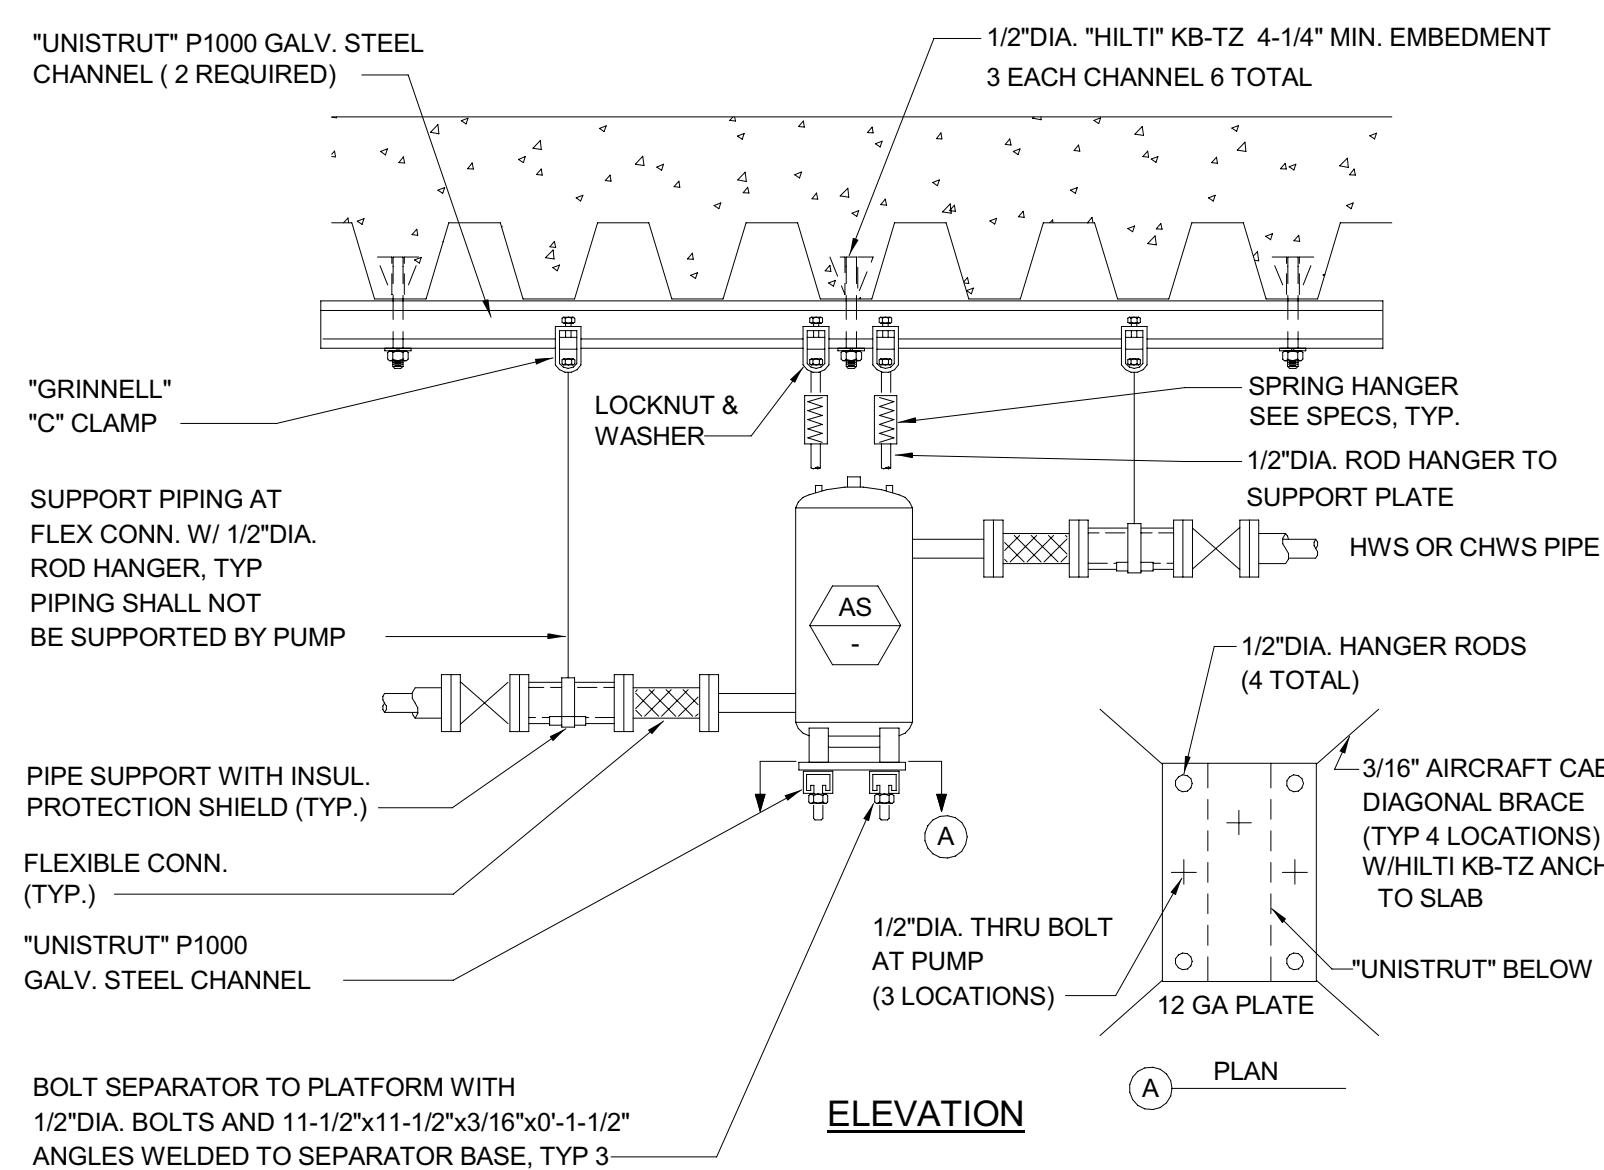 "UNISTRUT" P1000 GALV. STEEL
CHANNEL ( 2 REQUIRED)
1/2"DIA. "HILTI" KB-TZ 4-1/4" MIN. EMBEDMENT
3 EACH CHANNEL 6 TOTAL
"GRINNELL"
"C" CLAMP
LOCKNUT &
WASHER
SPRING HANGER
SEE SPECS, TYP.
1/2"DIA. ROD HANGER TO
SUPPORT PLATE
SUPPORT PIPING AT
FLEX CONN. W/ 1/2"DIA.
ROD HANGER, TYP
PIPING SHALL NOT
BE SUPPORTED BY PUMP
HWS OR CHWS PIPE
AS
-
1/2"DIA. HANGER RODS
(4 TOTAL)
PIPE SUPPORT WITH INSUL.
PROTECTION SHIELD (TYP.)
A
3/16" AIRCRAFT
DIAGONAL BRACE
(TYP 4 LOCATIONS)
W/HILTI KB-TZ
TO SLAB
FLEXIBLE CONN.
(TYP.)
"UNISTRUT" P1000
GALV. STEEL CHANNEL
1/2"DIA. THRU BOLT
AT PUMP
(3 LOCATIONS)
"UNISTRUT" BELOW
12 GA PLATE
A
PLAN
BOLT SEPARATOR TO PLATFORM WITH
1/2"DIA. BOLTS AND 11-1/2"x11-1/2"x3/16"x0'-1-1/2"
ANGLES WELDED TO SEPARATOR BASE, TYP 3
ELEVATION